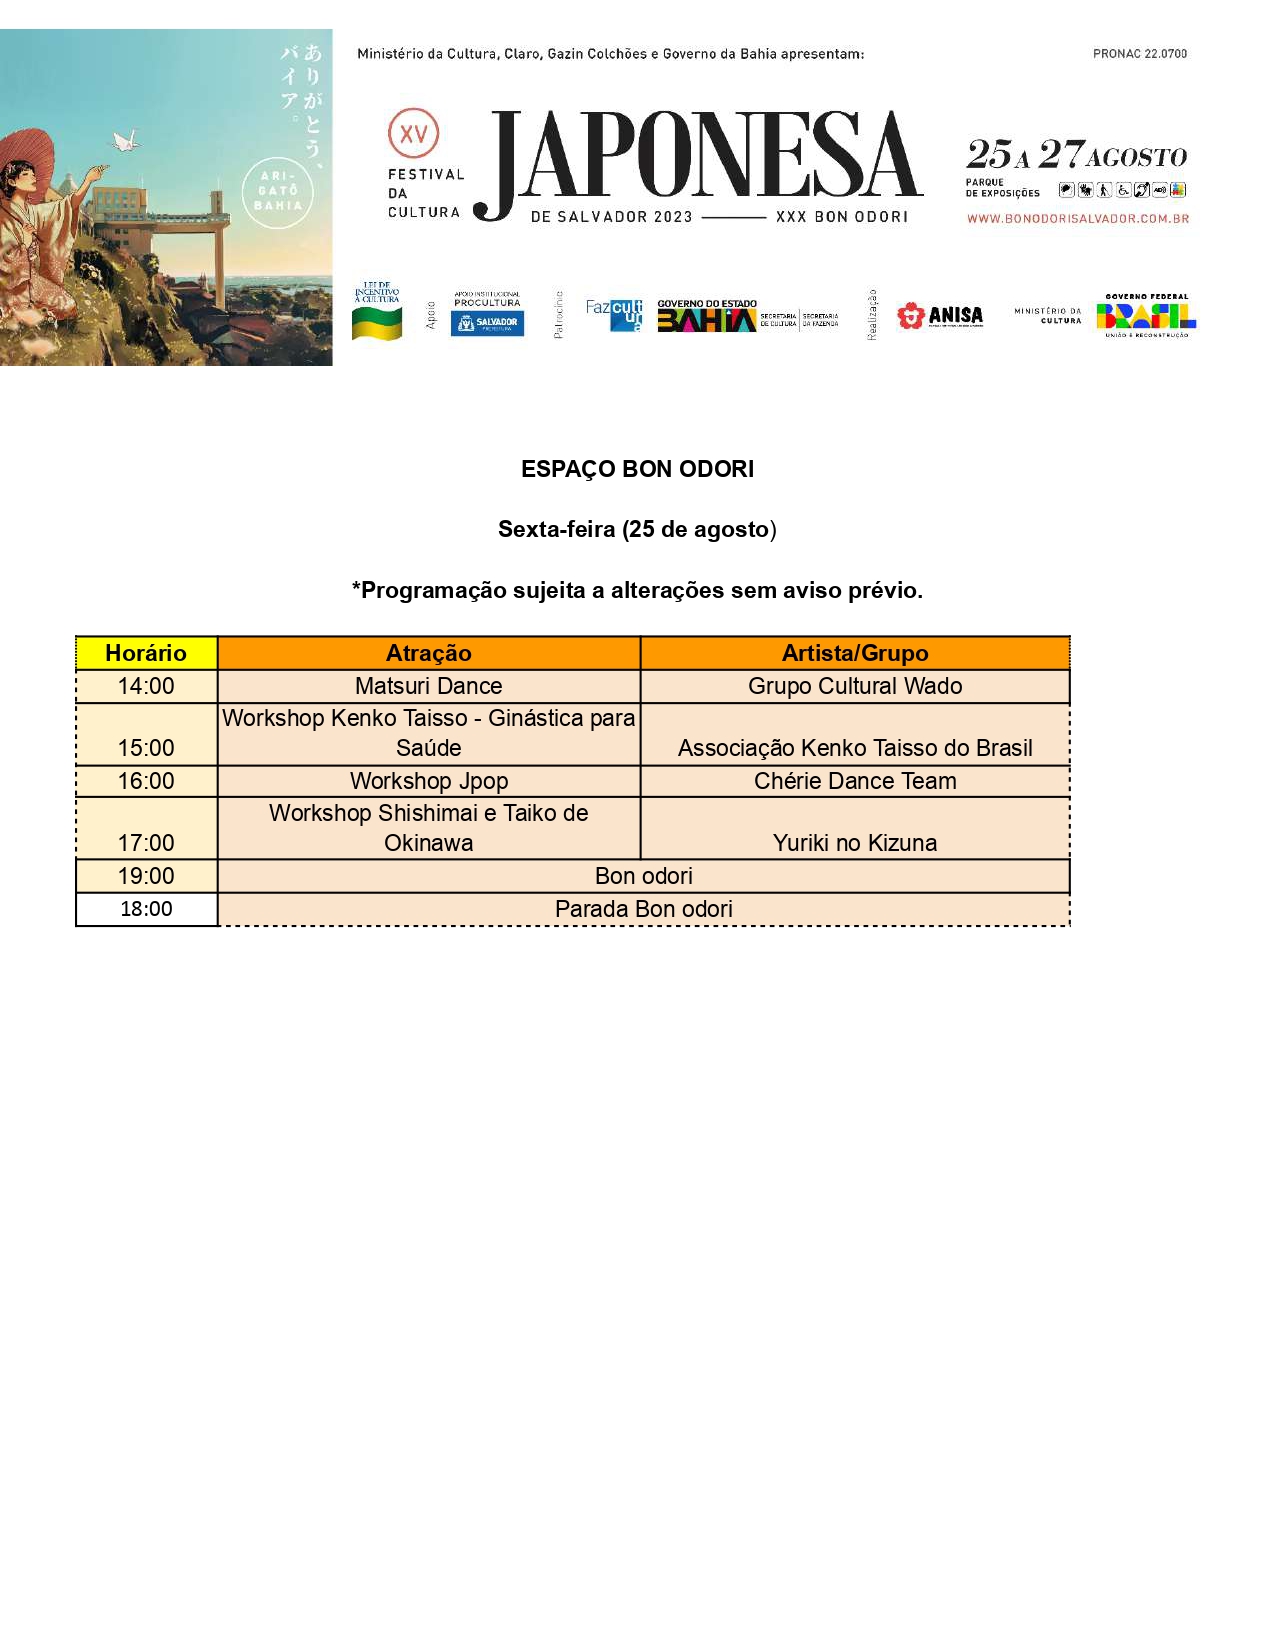 ありがとう、
バイア。
ARI-
GATÔ
BAHIA
Ministério da Cultura, Claro, Gazin Colchões e Governo da Bahia apresentam:
PRONAC 22.0700
XV
FESTIVAL
DA
CULTURA
JAPONESA
DE SALVADOR 2023 XXX BON ODORI
25 A 27 AGOSTO
PARQUE
DE EXPOSIÇÕES
WWW.BONODORISALVADOR.COM.BR
LEI DE
INCENTIVO
À CULTURA
Apoio
APOIO INSTITUCIONAL
PROCULTURA
SALVADOR
PREFEITURA
Patrocínio
Fazcultura
GOVERNO DO ESTADO
BAHIA
SECRETARIA
DE CULTURA
SECRETARIA
DA FAZENDA
Realização
ANISA
MINISTÉRIO DA
CULTURA
GOVERNO FEDERAL
BRASIL
UNIÃO E RECONSTRUÇÃO
ESPAÇO BON ODORI
Sexta-feira (25 de agosto)
*Programação sujeita a alterações sem aviso prévio.
Horário Atração Artista/Grupo
14:00 Matsuri Dance Grupo Cultural Wado
Workshop Kenko Taisso - Ginástica para
15:00 Saúde Associação Kenko Taisso do Brasil
16:00 Workshop Jpop Chérie Dance Team
Workshop Shishimai e Taiko de
17:00 Okinawa Yuriki no Kizuna
19:00 Bon odori
18:00 Parada Bon odori